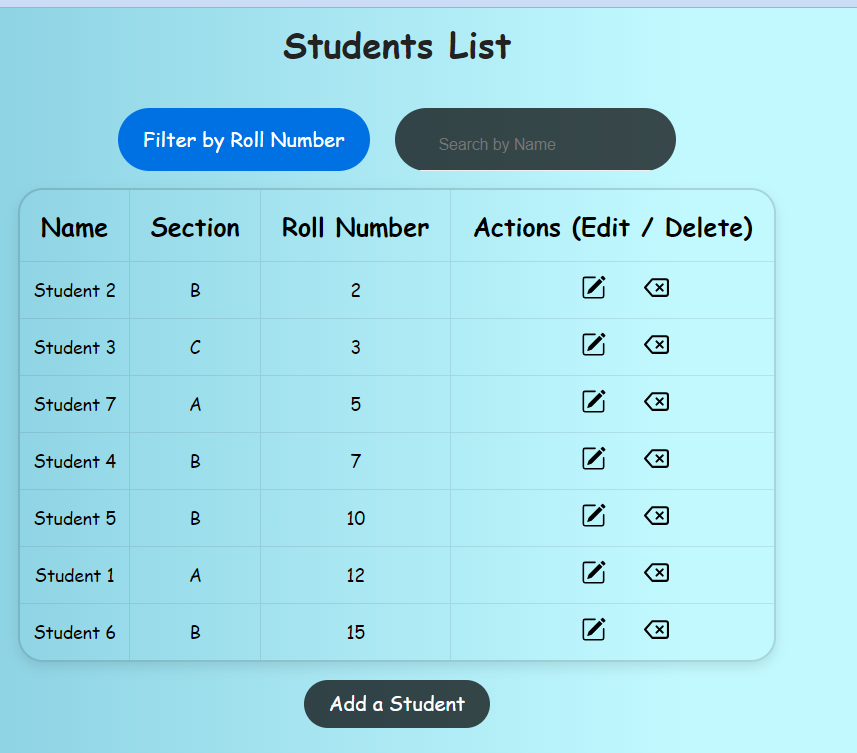 Students List
Filter by Roll Number Search by Name
Name Section Roll Number Actions (Edit / Delete)
Student 2 B 2
Student 3 C 3
Student 7 A 5
Student 4 B 7
Student 5 B 10
Student 1 A 12
Student 6 B 15
Add a Student